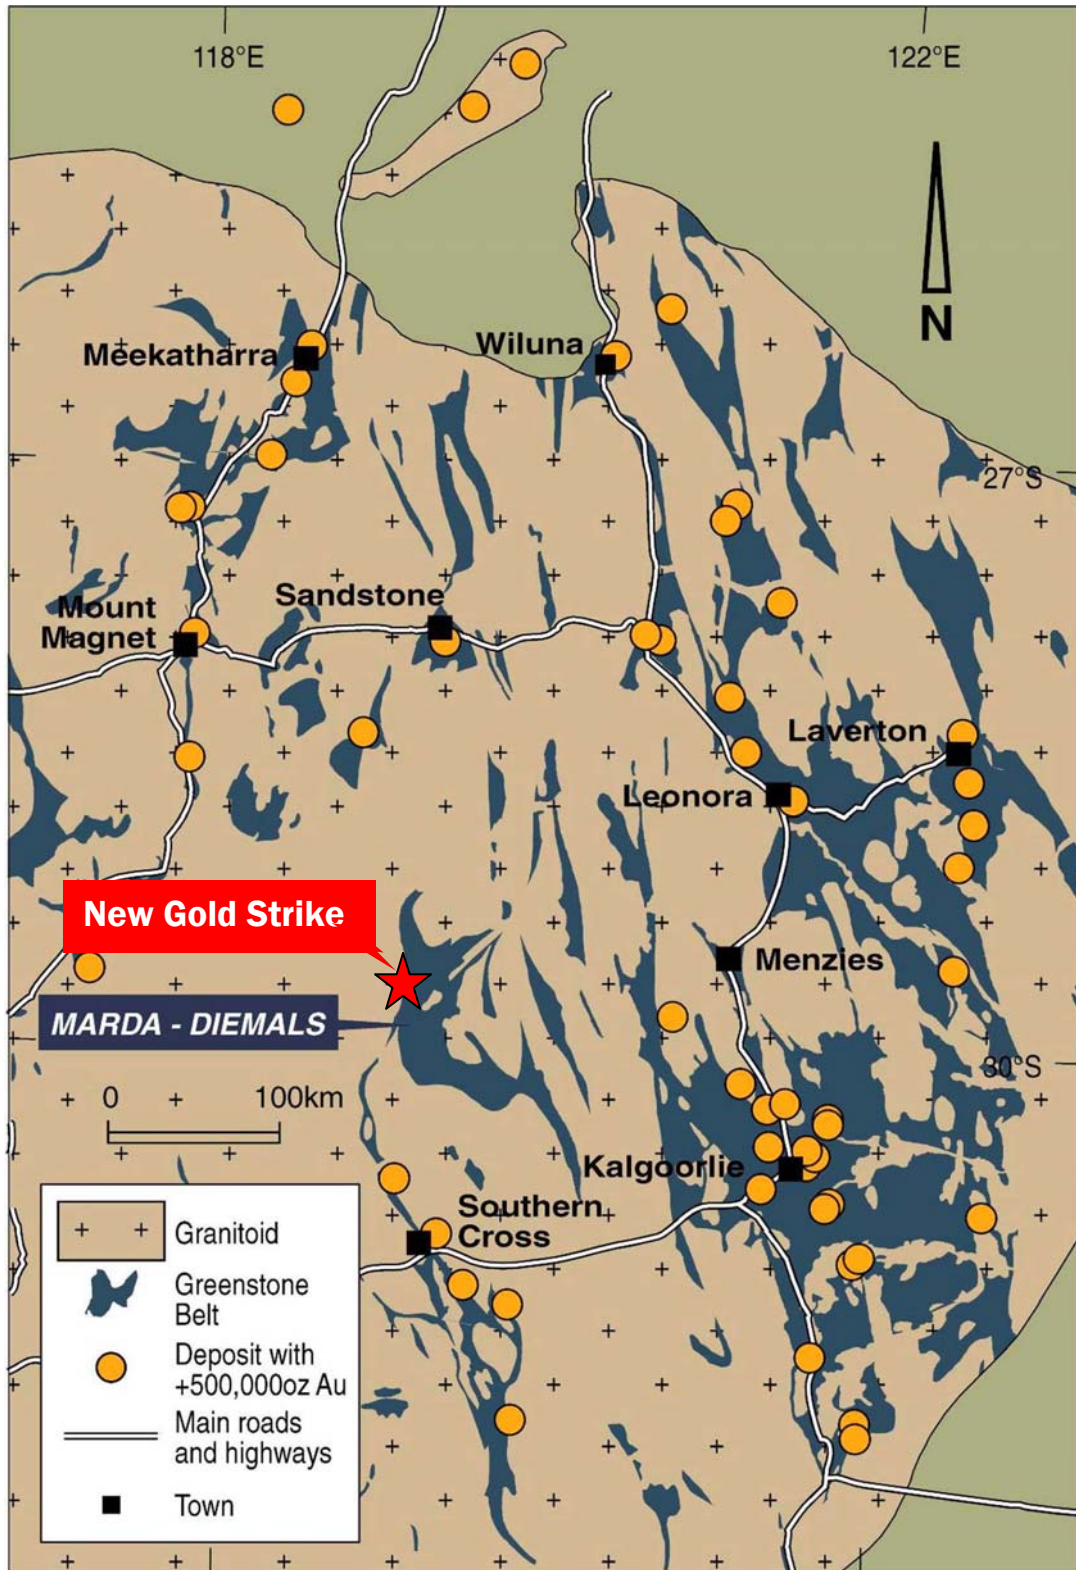 118°E
122°E
N
Wiluna
Meekatharra
27°S
Sandstone
Mount
Magnet
Laverton
Leonora
New Gold Strike
Menzies
MARDA - DIEMALS
30°S
0 100km
Kalgoorlie
Southern
Cross
Granitoid
Greenstone
Belt
Deposit with
+500,000oz Au
Main roads
and highways
Town